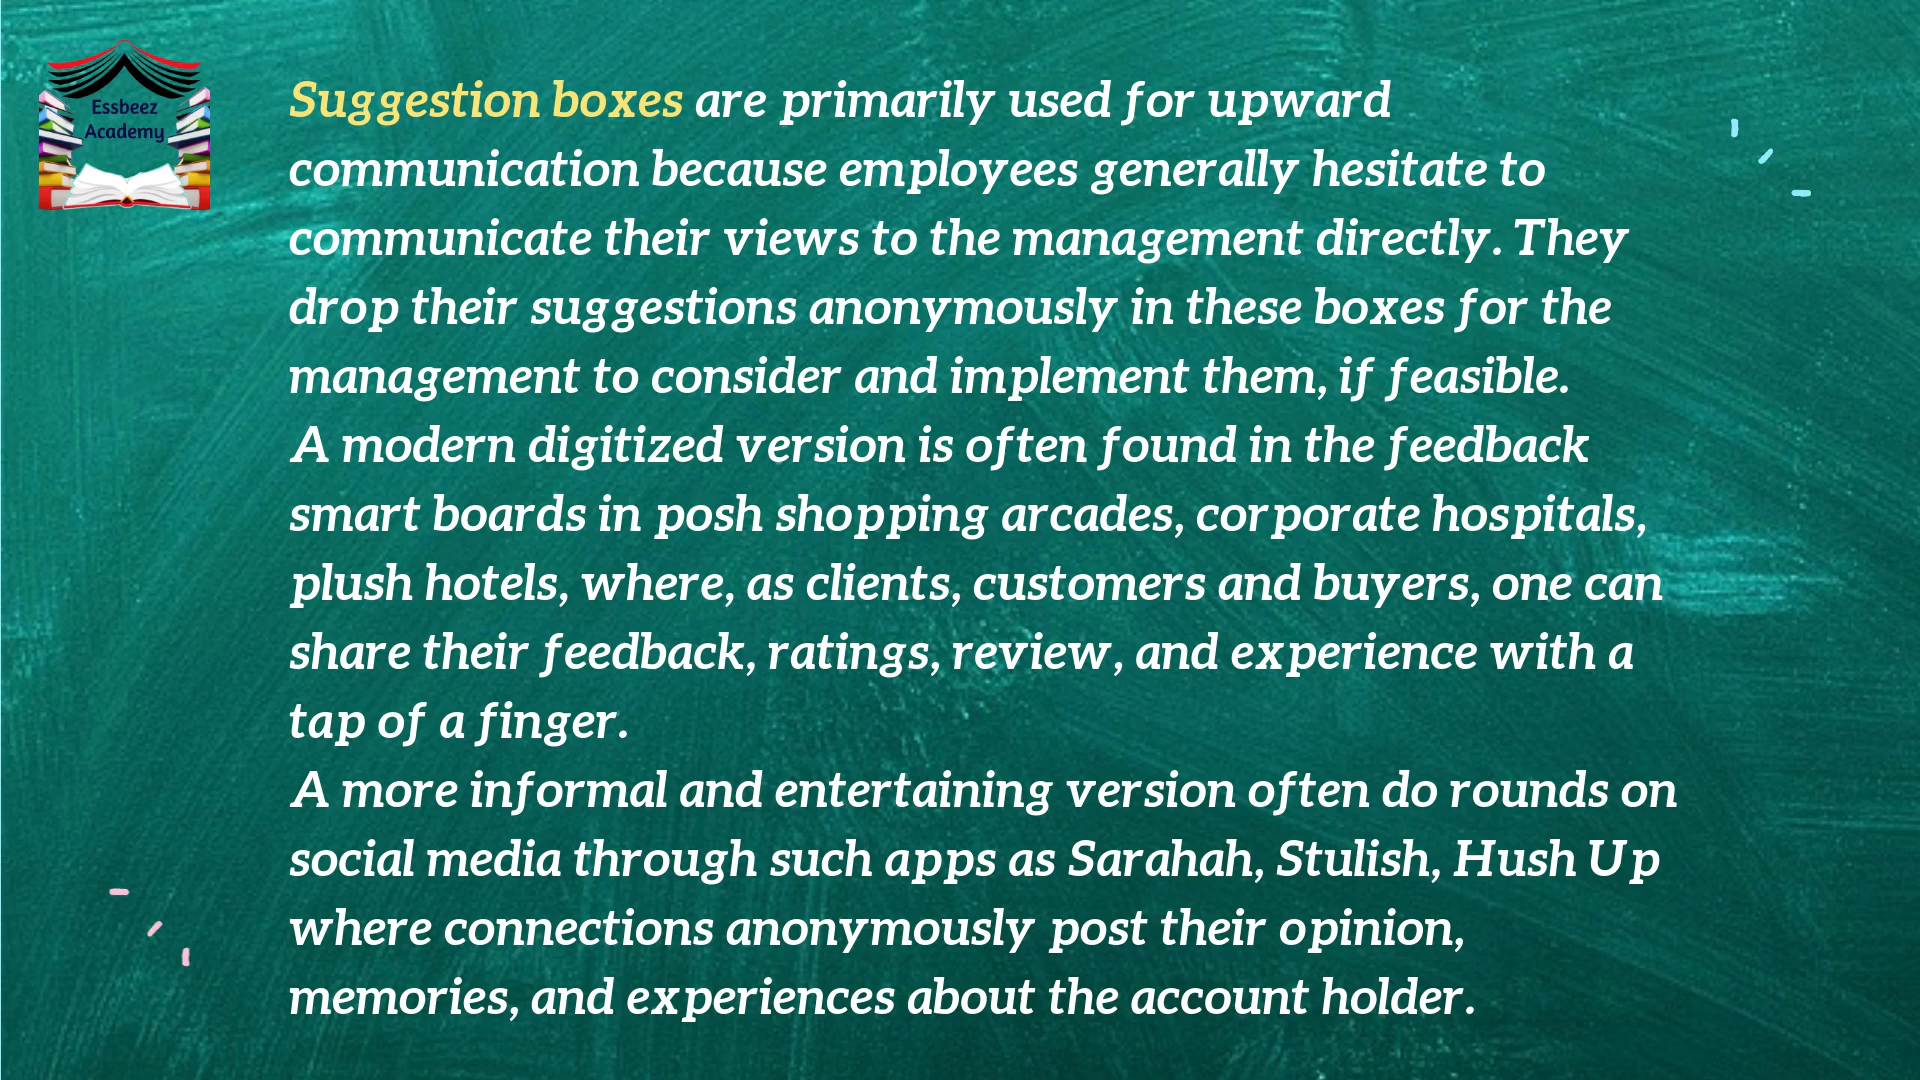 Essbeez
Academy
Suggestion boxes are primarily used for upward
communication because employees generally hesitate to
communicate their views to the management directly. They
drop their suggestions anonymously in these boxes for the
management to consider and implement them, if feasible.
A modern digitized version is often found in the feedback
smart boards in posh shopping arcades, corporate hospitals,
plush hotels, where, as clients, customers and buyers, one can
share their feedback, ratings, review, and experience with a
tap of a finger.
A more informal and entertaining version often do rounds on
social media through such apps as Sarahah, Stulish, Hush Up
where connections anonymously post their opinion,
memories, and experiences about the account holder.